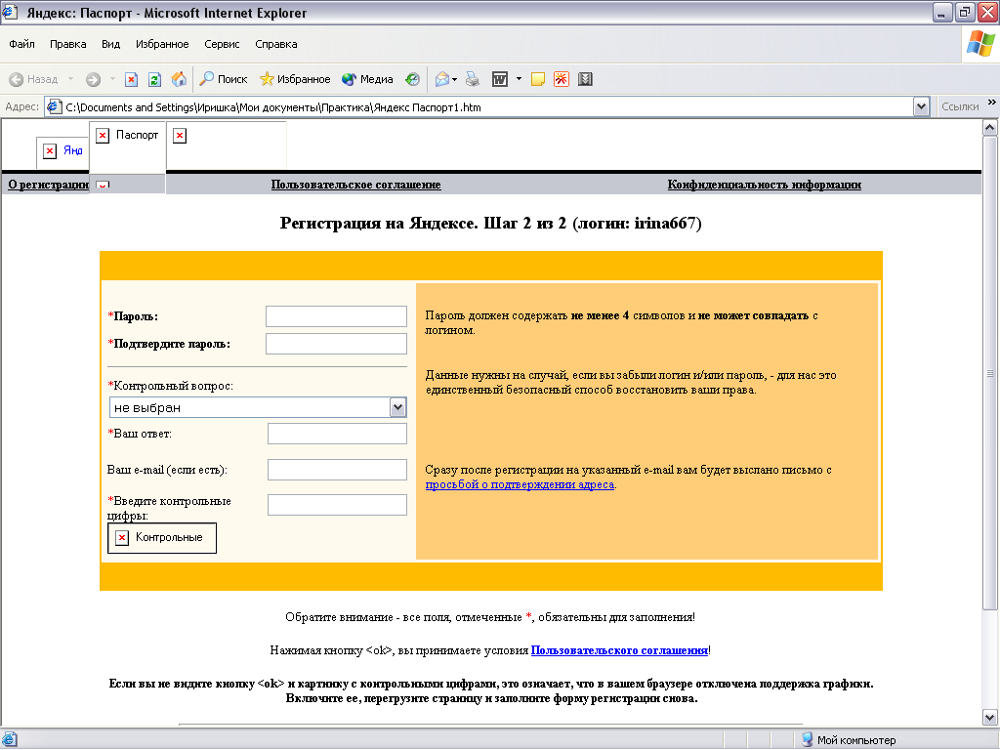 Яндекс: Паспорт - Microsoft Internet Explorer
Файл Правка Вид Избранное Сервис Справка
Назад Поиск Избранное Медиа
Адрес: C:\Documents and Settings\Иришка\Мои документы\Практика\Яндекс Паспорт1.htm Ссылки »
Янд Паспорт
О регистрации Пользовательское соглашение Конфиденциальность информации
Регистрация на Яндексе. Шаг 2 из 2 (логин: irina667)
*Пароль:
Пароль должен содержать не менее 4 символов и не может совпадать с
логином.
*Подтвердите пароль:
*Контрольный вопрос:
не выбран
Данные нужны на случай, если вы забыли логин и/или пароль, - для нас это
единственный безопасный способ восстановить ваши права.
*Ваш ответ:
Ваш e-mail (если есть):
Сразу после регистрации на указанный e-mail вам будет выслано письмо с
просьбой о подтверждении адреса.
*Введите контрольные
цифры:
Контрольные
Обратите внимание - все поля, отмеченные *, обязательны для заполнения!
Нажимая кнопку <ok>, вы принимаете условия Пользовательского соглашения!
Если вы не видите кнопку <ok> и картинку с контрольными цифрами, это означает, что в вашем браузере отключена поддержка графики.
Включите ее, перегрузите страницу и заполните форму регистрации снова.
Мой компьютер